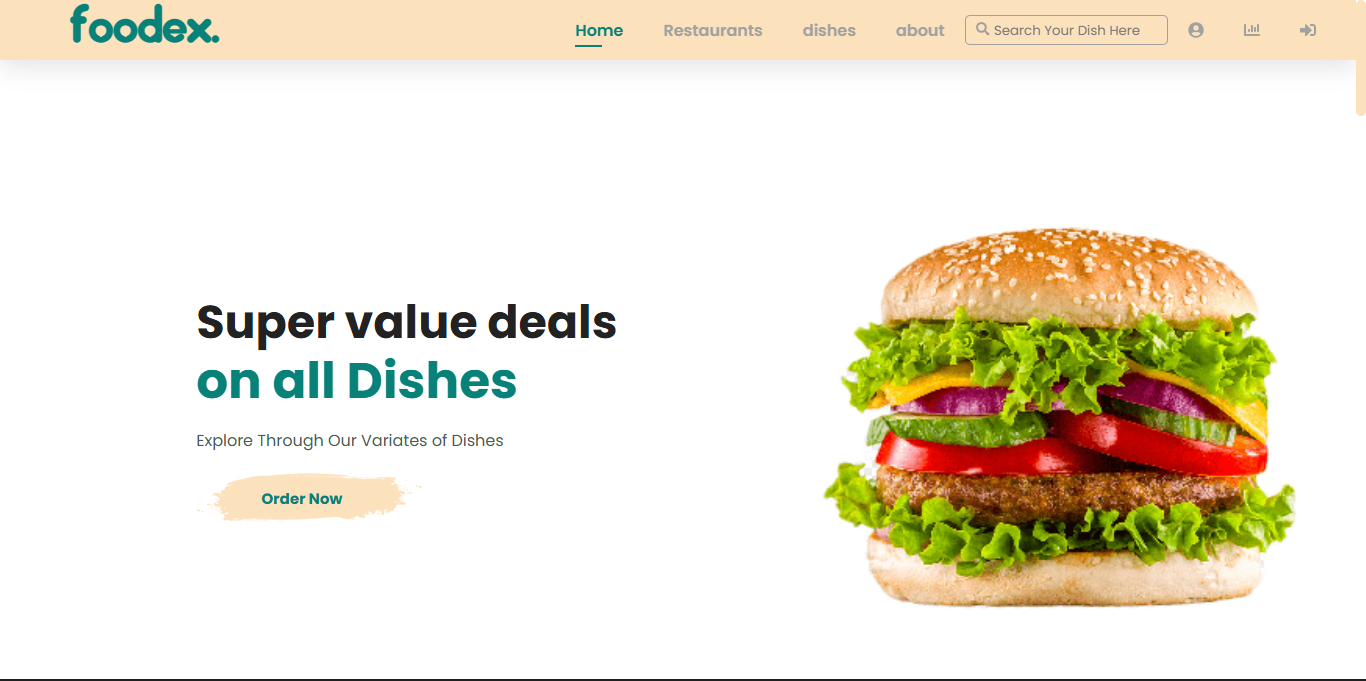 foodex.
Home Restaurants dishes about Search Your Dish Here
Super value deals
on all Dishes
Explore Through Our Variates of Dishes
Order Now